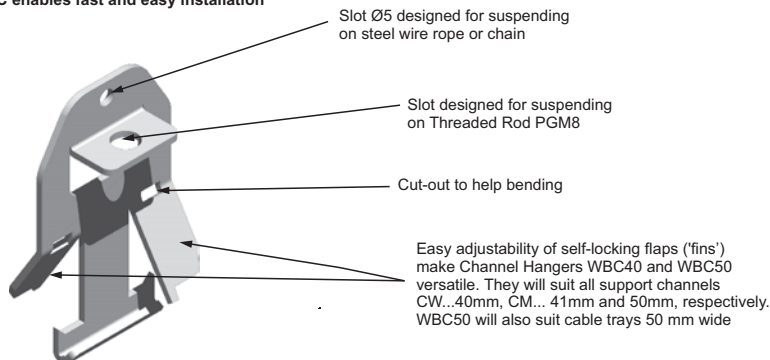 C enables fast and easy installation
Slot Ø5 designed for suspending
on steel wire rope or chain
Slot designed for suspending
on Threaded Rod PGM8
Cut-out to help bending
Easy adjustability of self-locking flaps ('fins’)
make Channel Hangers WBC40 and WBC50
versatile. They will suit all support channels
CW...40mm, CM... 41mm and 50mm, respectively.
WBC50 will also suit cable trays 50 mm wide